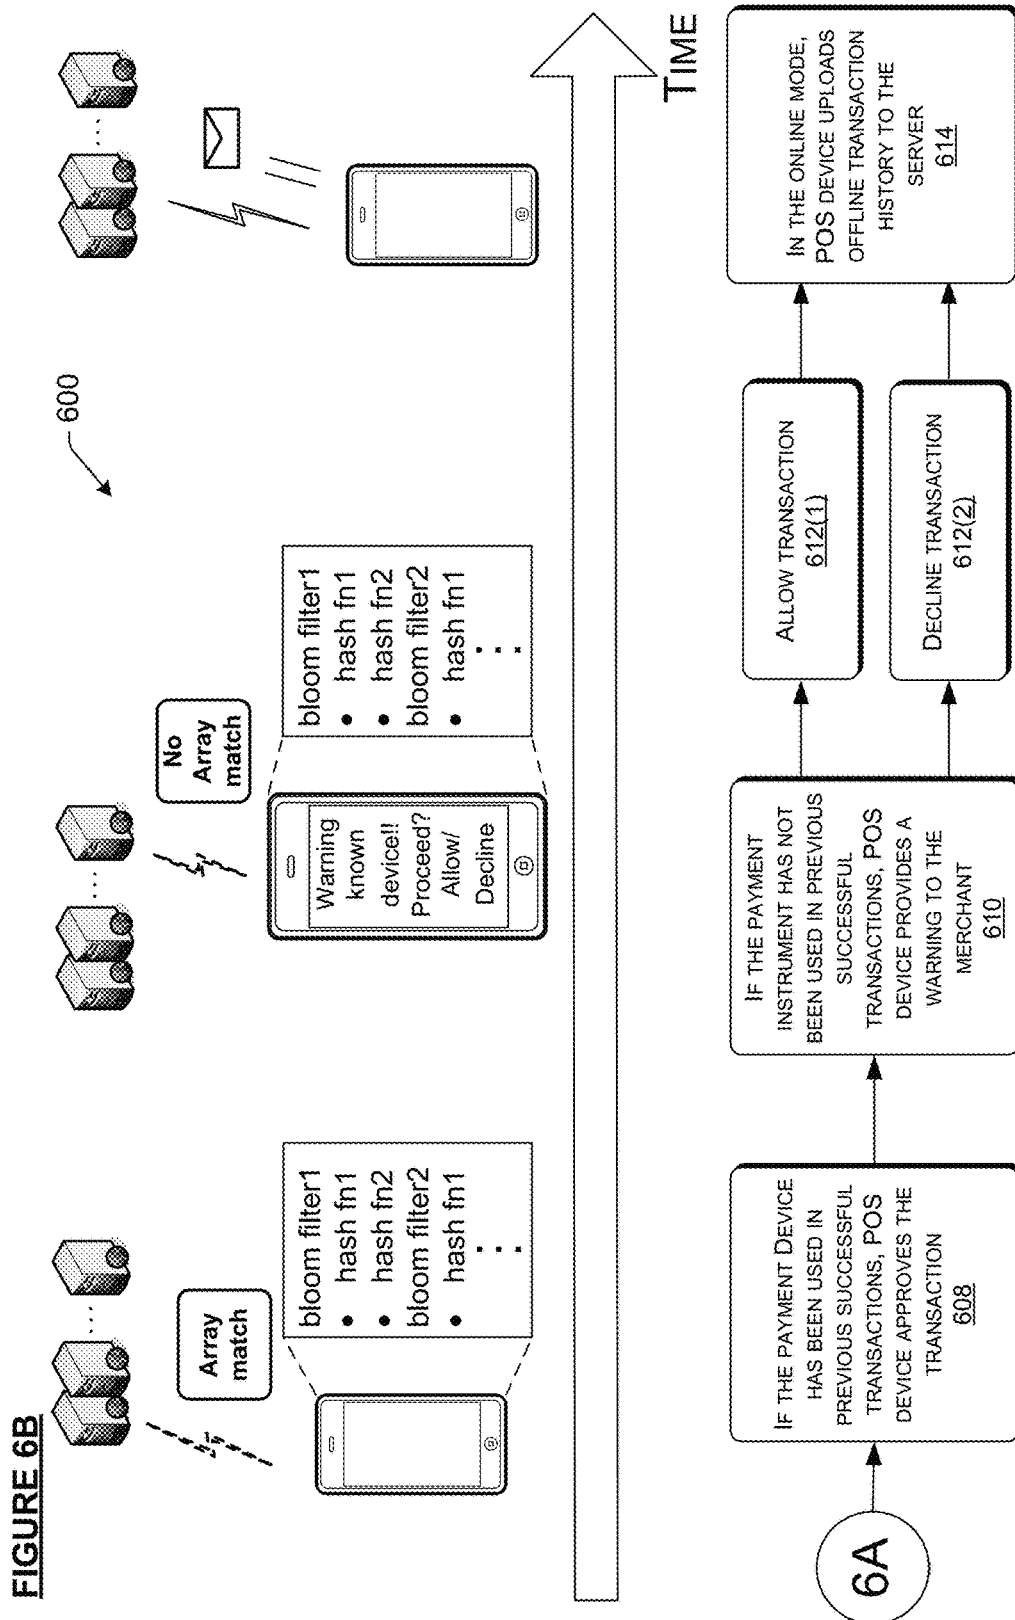 FIGURE 6B
600
Array
match
bloom filter1
• hash fn1
• hash fn2
bloom filter2
• hash fn1
No
Array
match
Warning
known
device!!
Proceed?
Allow/
Decline
bloom filter1
• hash fn1
• hash fn2
bloom filter2
• hash fn1
TIME
6A
IF THE PAYMENT DEVICE
HAS BEEN USED IN
PREVIOUS SUCCESSFUL
TRANSACTIONS, POS
DEVICE APPROVES THE
TRANSACTION
608
IF THE PAYMENT
INSTRUMENT HAS NOT
BEEN USED IN PREVIOUS
SUCCESSFUL
TRANSACTIONS, POS
DEVICE PROVIDES A
WARNING TO THE
MERCHANT
610
ALLOW TRANSACTION
612(1)
DECLINE TRANSACTION
612(2)
IN THE ONLINE MODE,
POS DEVICE UPLOADS
OFFLINE TRANSACTION
HISTORY TO THE
SERVER
614